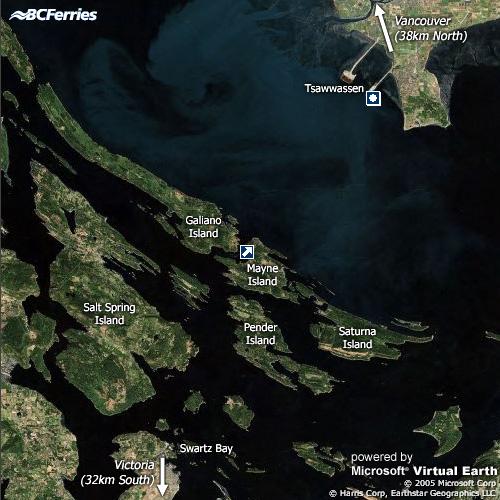 BCFerries
Vancouver
(38km North)
Tsawwassen
Galiano
Island
Mayne
Island
Salt Spring
Island
Pender
Island
Saturna
Island
Swartz Bay
Victoria
(32km South)
powered by
Microsoft® Virtual Earth
© 2005 Microsoft Corp
© Harris Corp, Earthstar Geographics LLC